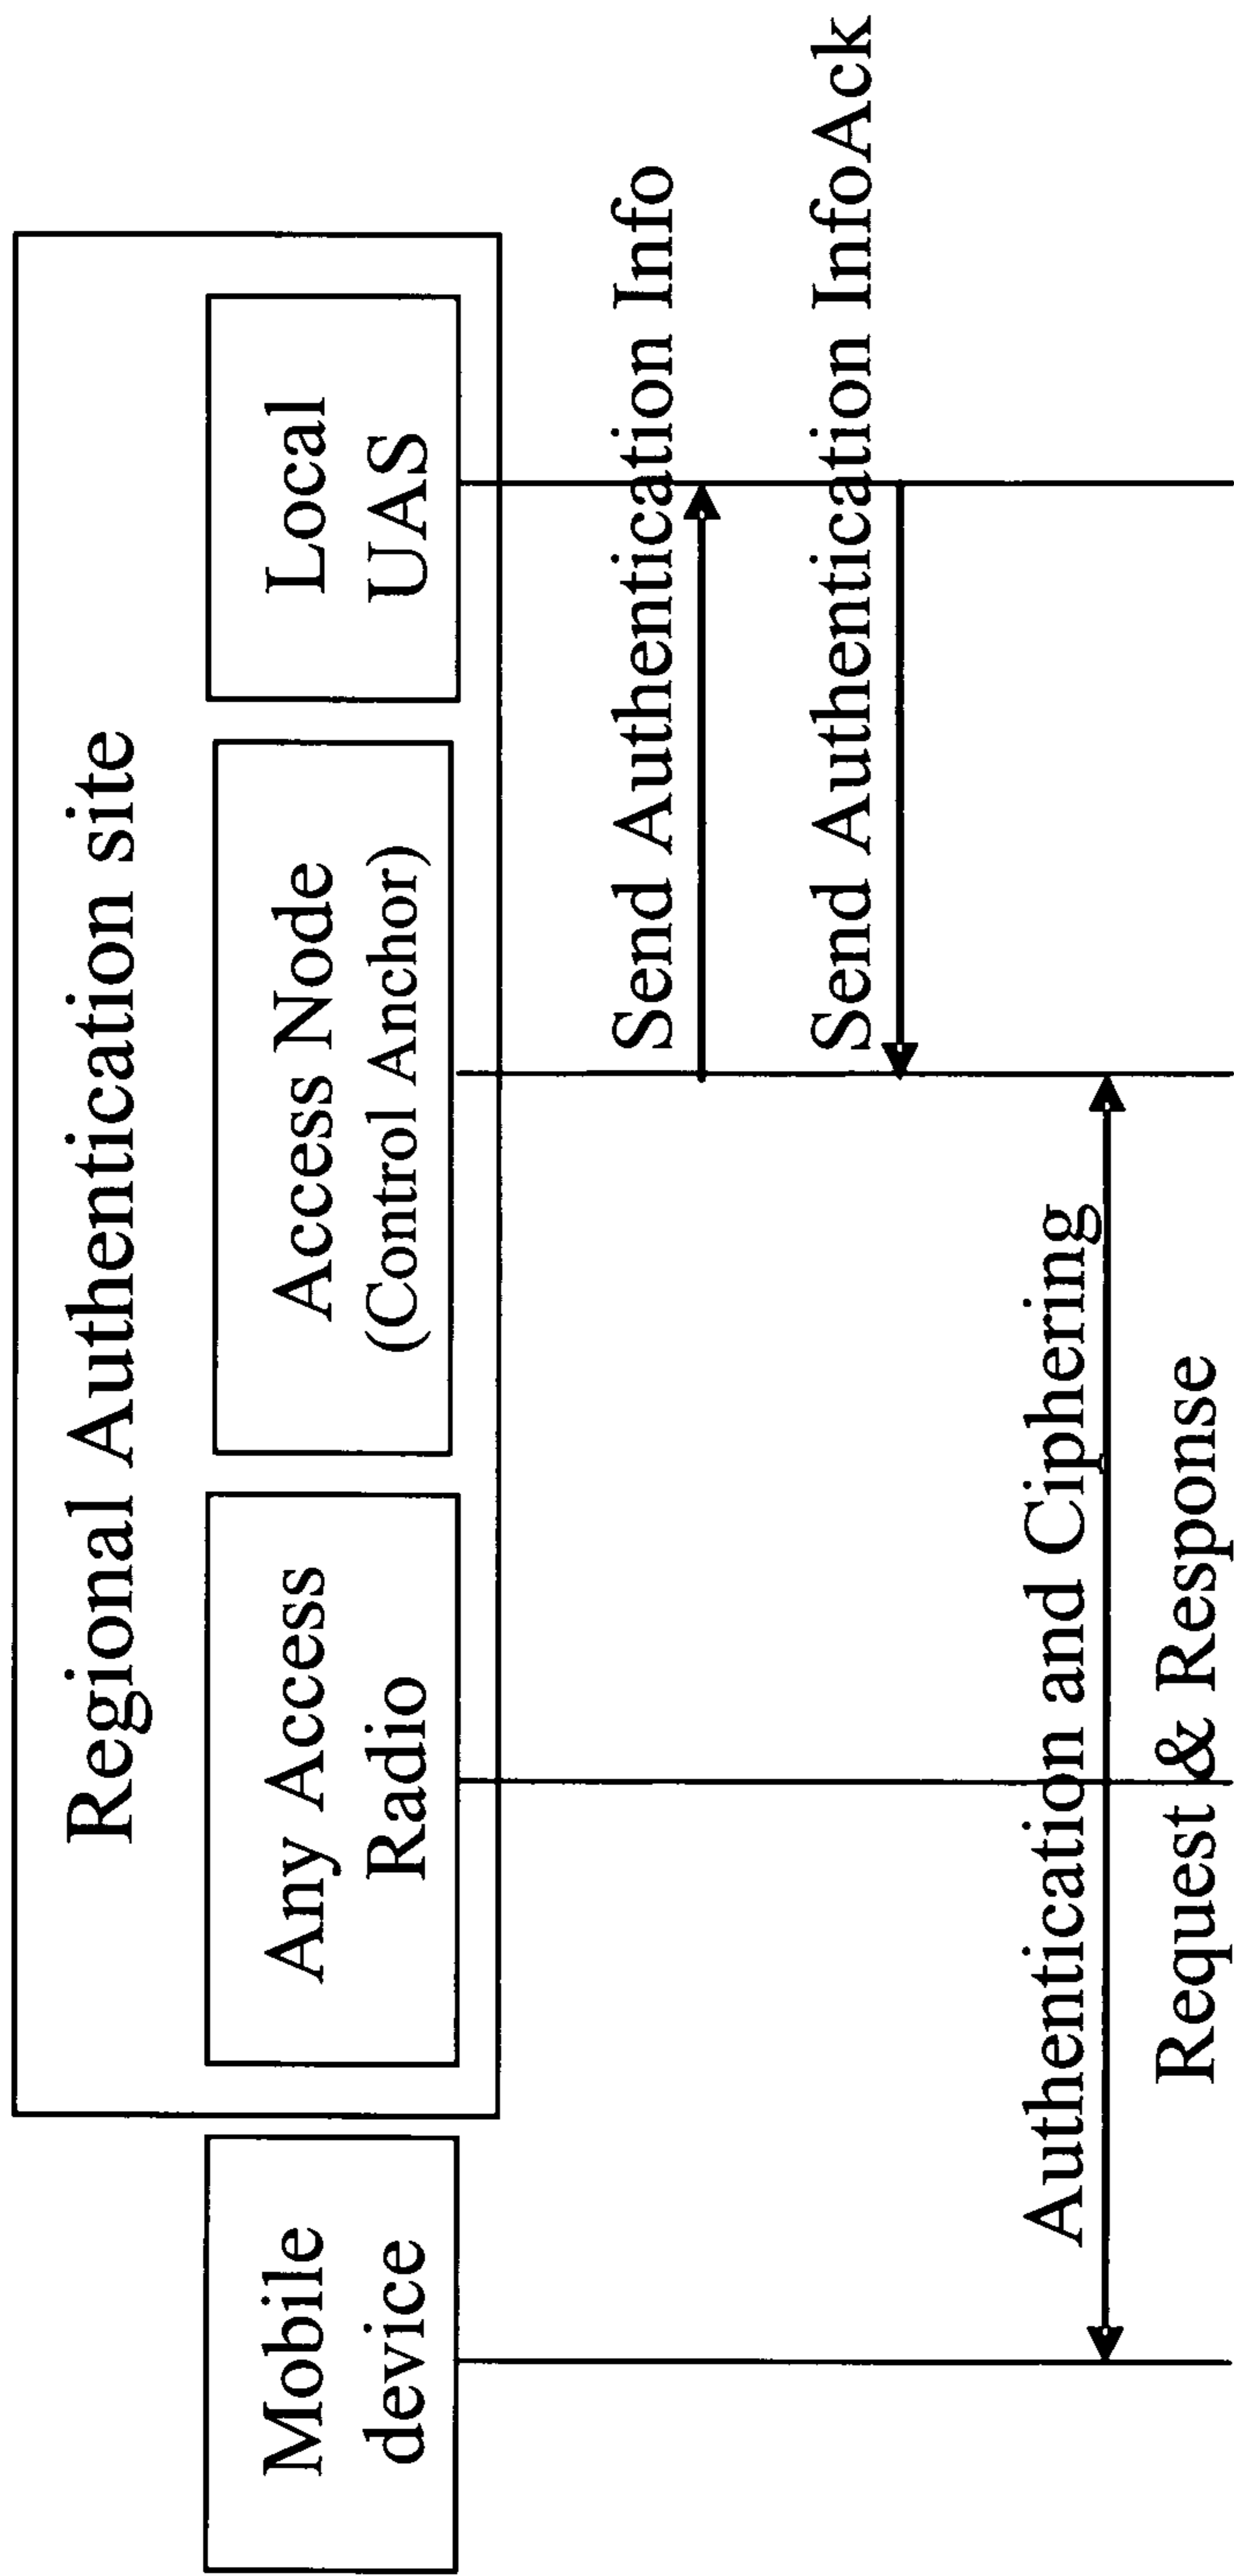 Regional Authentication site
Mobile
device
Any Access
Radio
Access Node
(Control Anchor)
Local
UAS
Send Authentication Info
Send Authentication InfoAck
Authentication and Ciphering
Request & Response